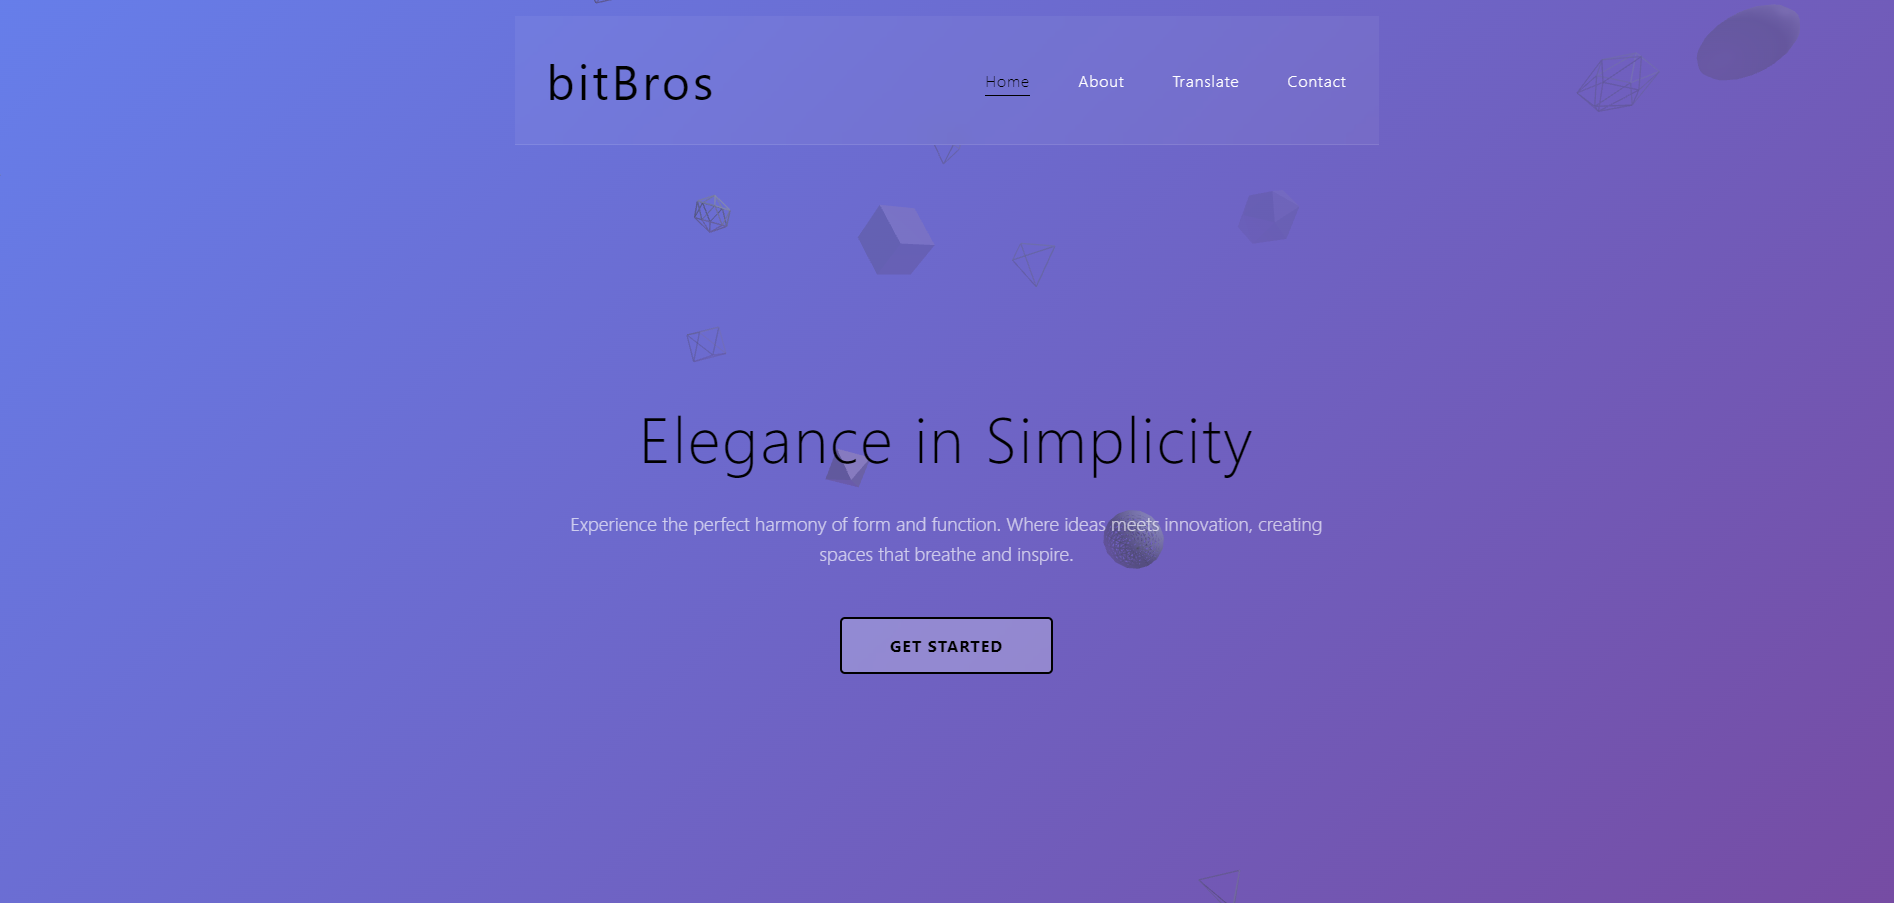 bitBros
Home About Translate Contact
Elegance in Simplicity
Experience the perfect harmony of form and function. Where ideas meets innovation, creating
spaces that breathe and inspire.
GET STARTED